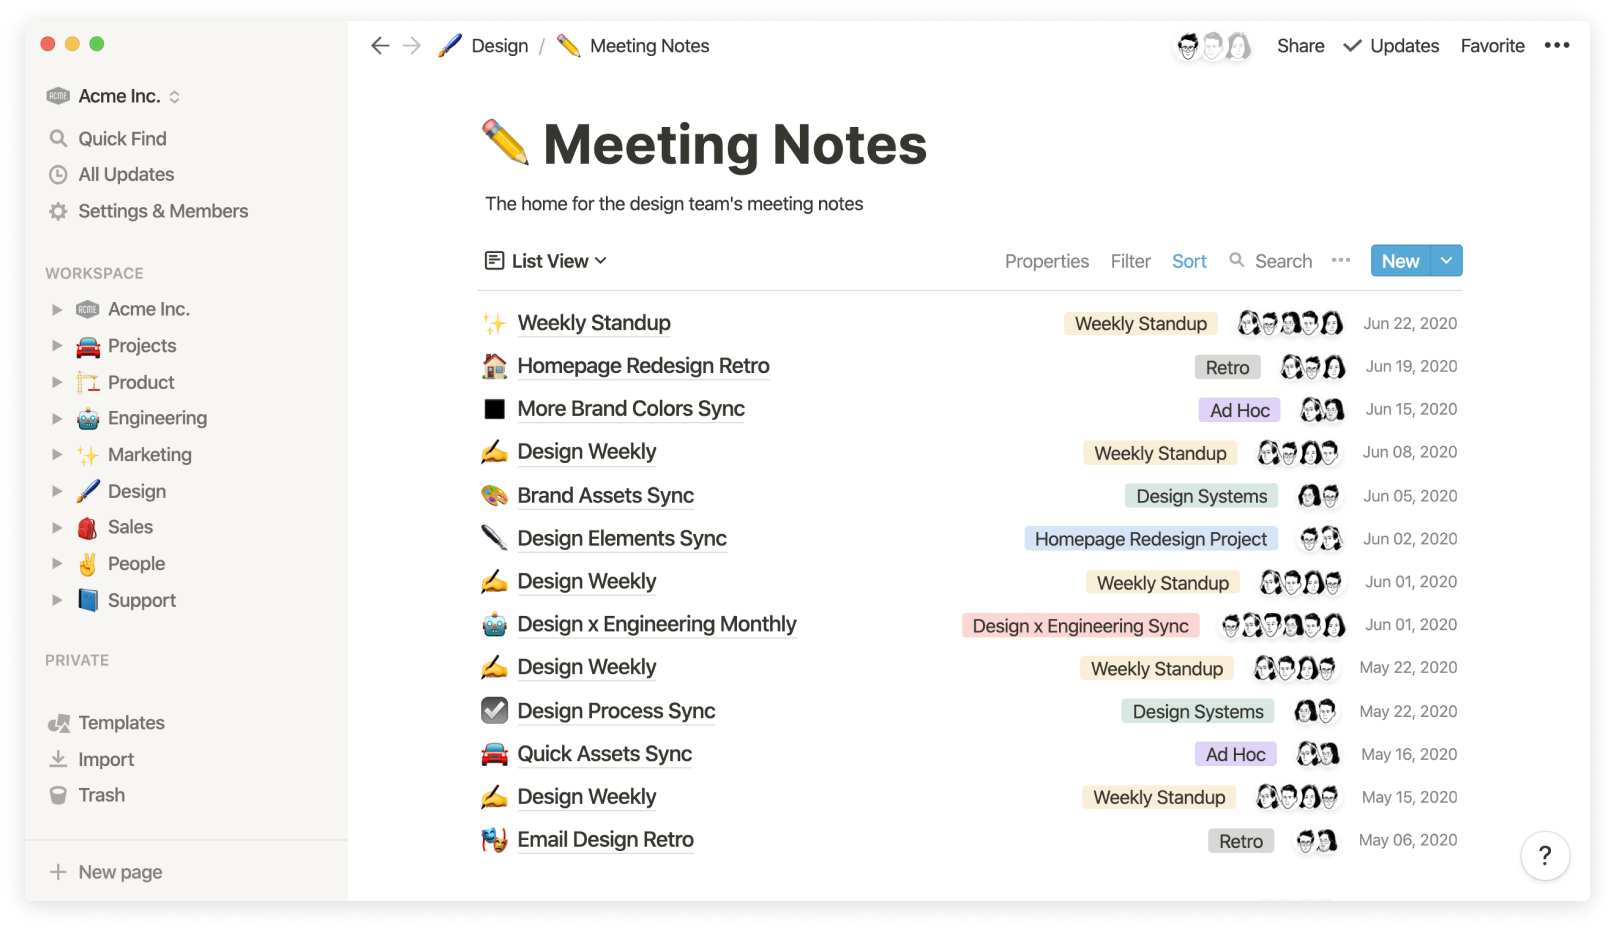 Design / Meeting Notes
Share Updates Favorite
ACME Acme Inc.
Quick Find
All Updates
Settings & Members
WORKSPACE
ACME Acme Inc.
Projects
Product
Engineering
Marketing
Design
Sales
People
Support
PRIVATE
Templates
Import
Trash
New page
Meeting Notes
The home for the design team's meeting notes
List View Properties Filter Sort Search New
Weekly Standup Weekly Standup Jun 22, 2020
Homepage Redesign Retro Retro Jun 19, 2020
More Brand Colors Sync Ad Hoc Jun 15, 2020
Design Weekly Weekly Standup Jun 08, 2020
Brand Assets Sync Design Systems Jun 05, 2020
Design Elements Sync Homepage Redesign Project Jun 02, 2020
Design Weekly Weekly Standup Jun 01, 2020
Design x Engineering Monthly Design x Engineering Sync Jun 01, 2020
Design Weekly Weekly Standup May 22, 2020
Design Process Sync Design Systems May 22, 2020
Quick Assets Sync Ad Hoc May 16, 2020
Design Weekly Weekly Standup May 15, 2020
Email Design Retro Retro May 06, 2020
?